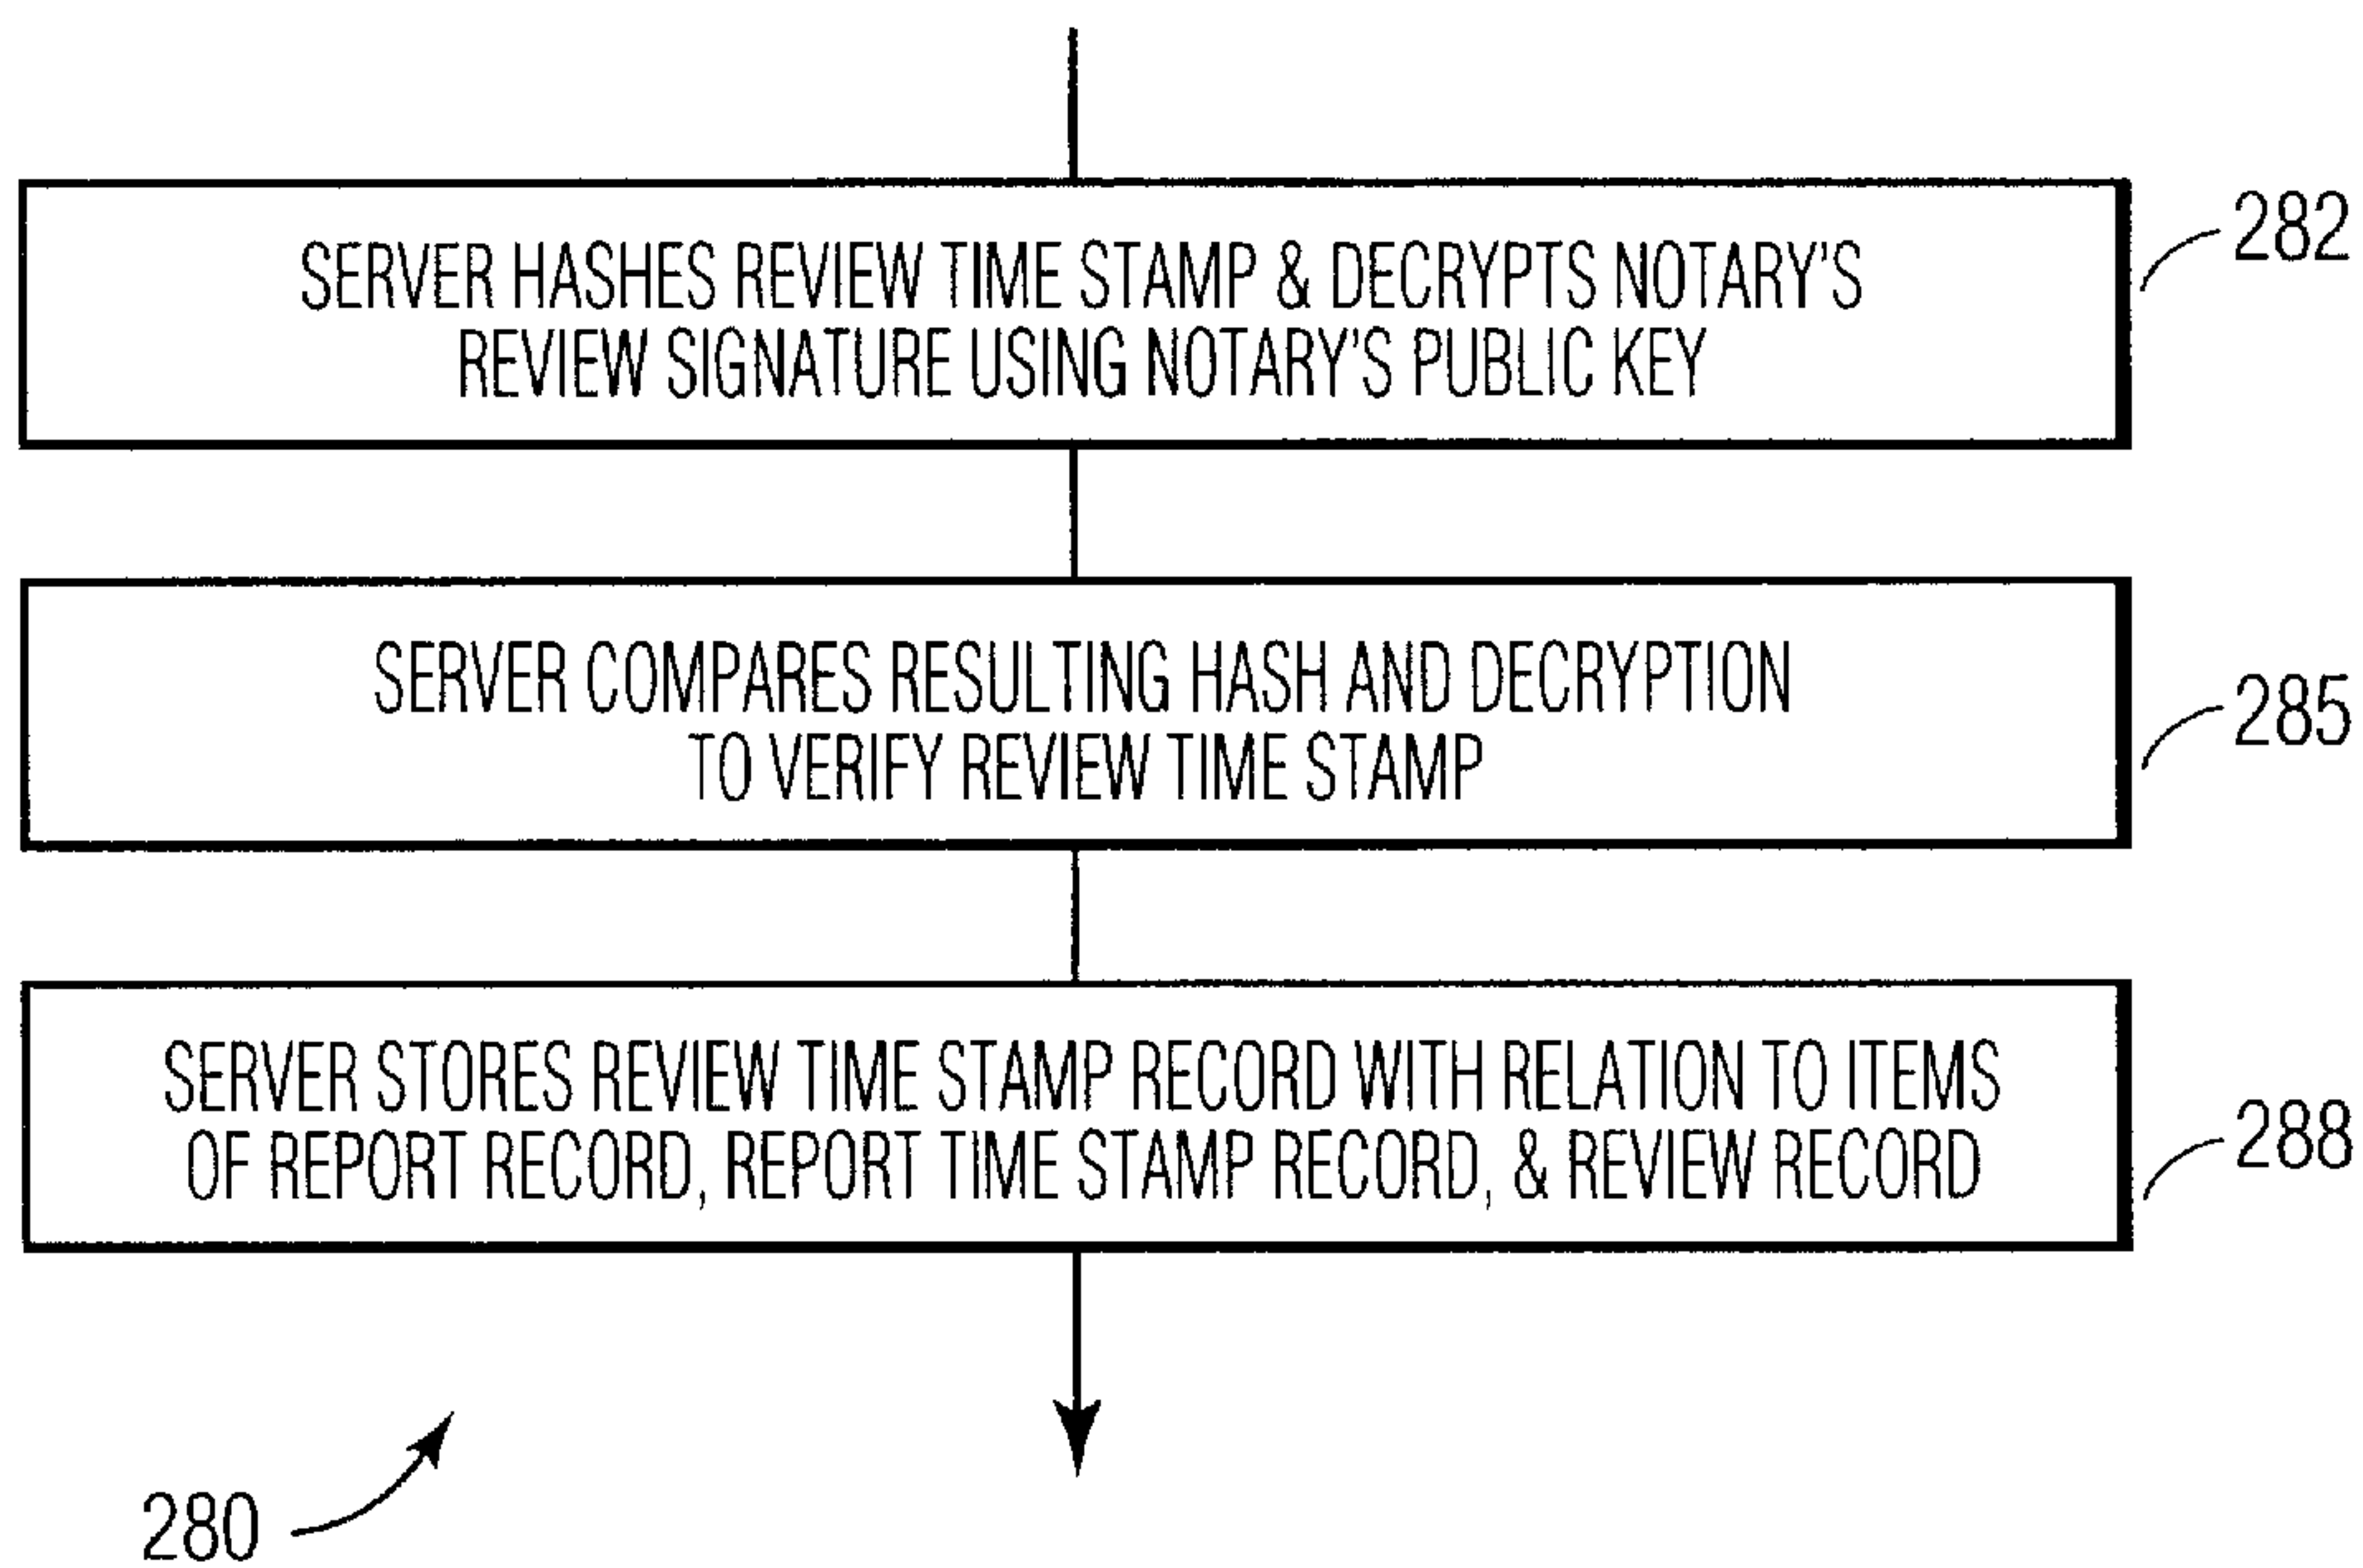 SERVER HASHES REVIEW TIME STAMP & DECRYPTS NOTARY'S
REVIEW SIGNATURE USING NOTARY'S PUBLIC KEY
282
SERVER COMPARES RESULTING HASH AND DECRYPTION
TO VERIFY REVIEW TIME STAMP
285
SERVER STORES REVIEW TIME STAMP RECORD WITH RELATION TO ITEMS
OF REPORT RECORD, REPORT TIME STAMP RECORD, & REVIEW RECORD
288
280